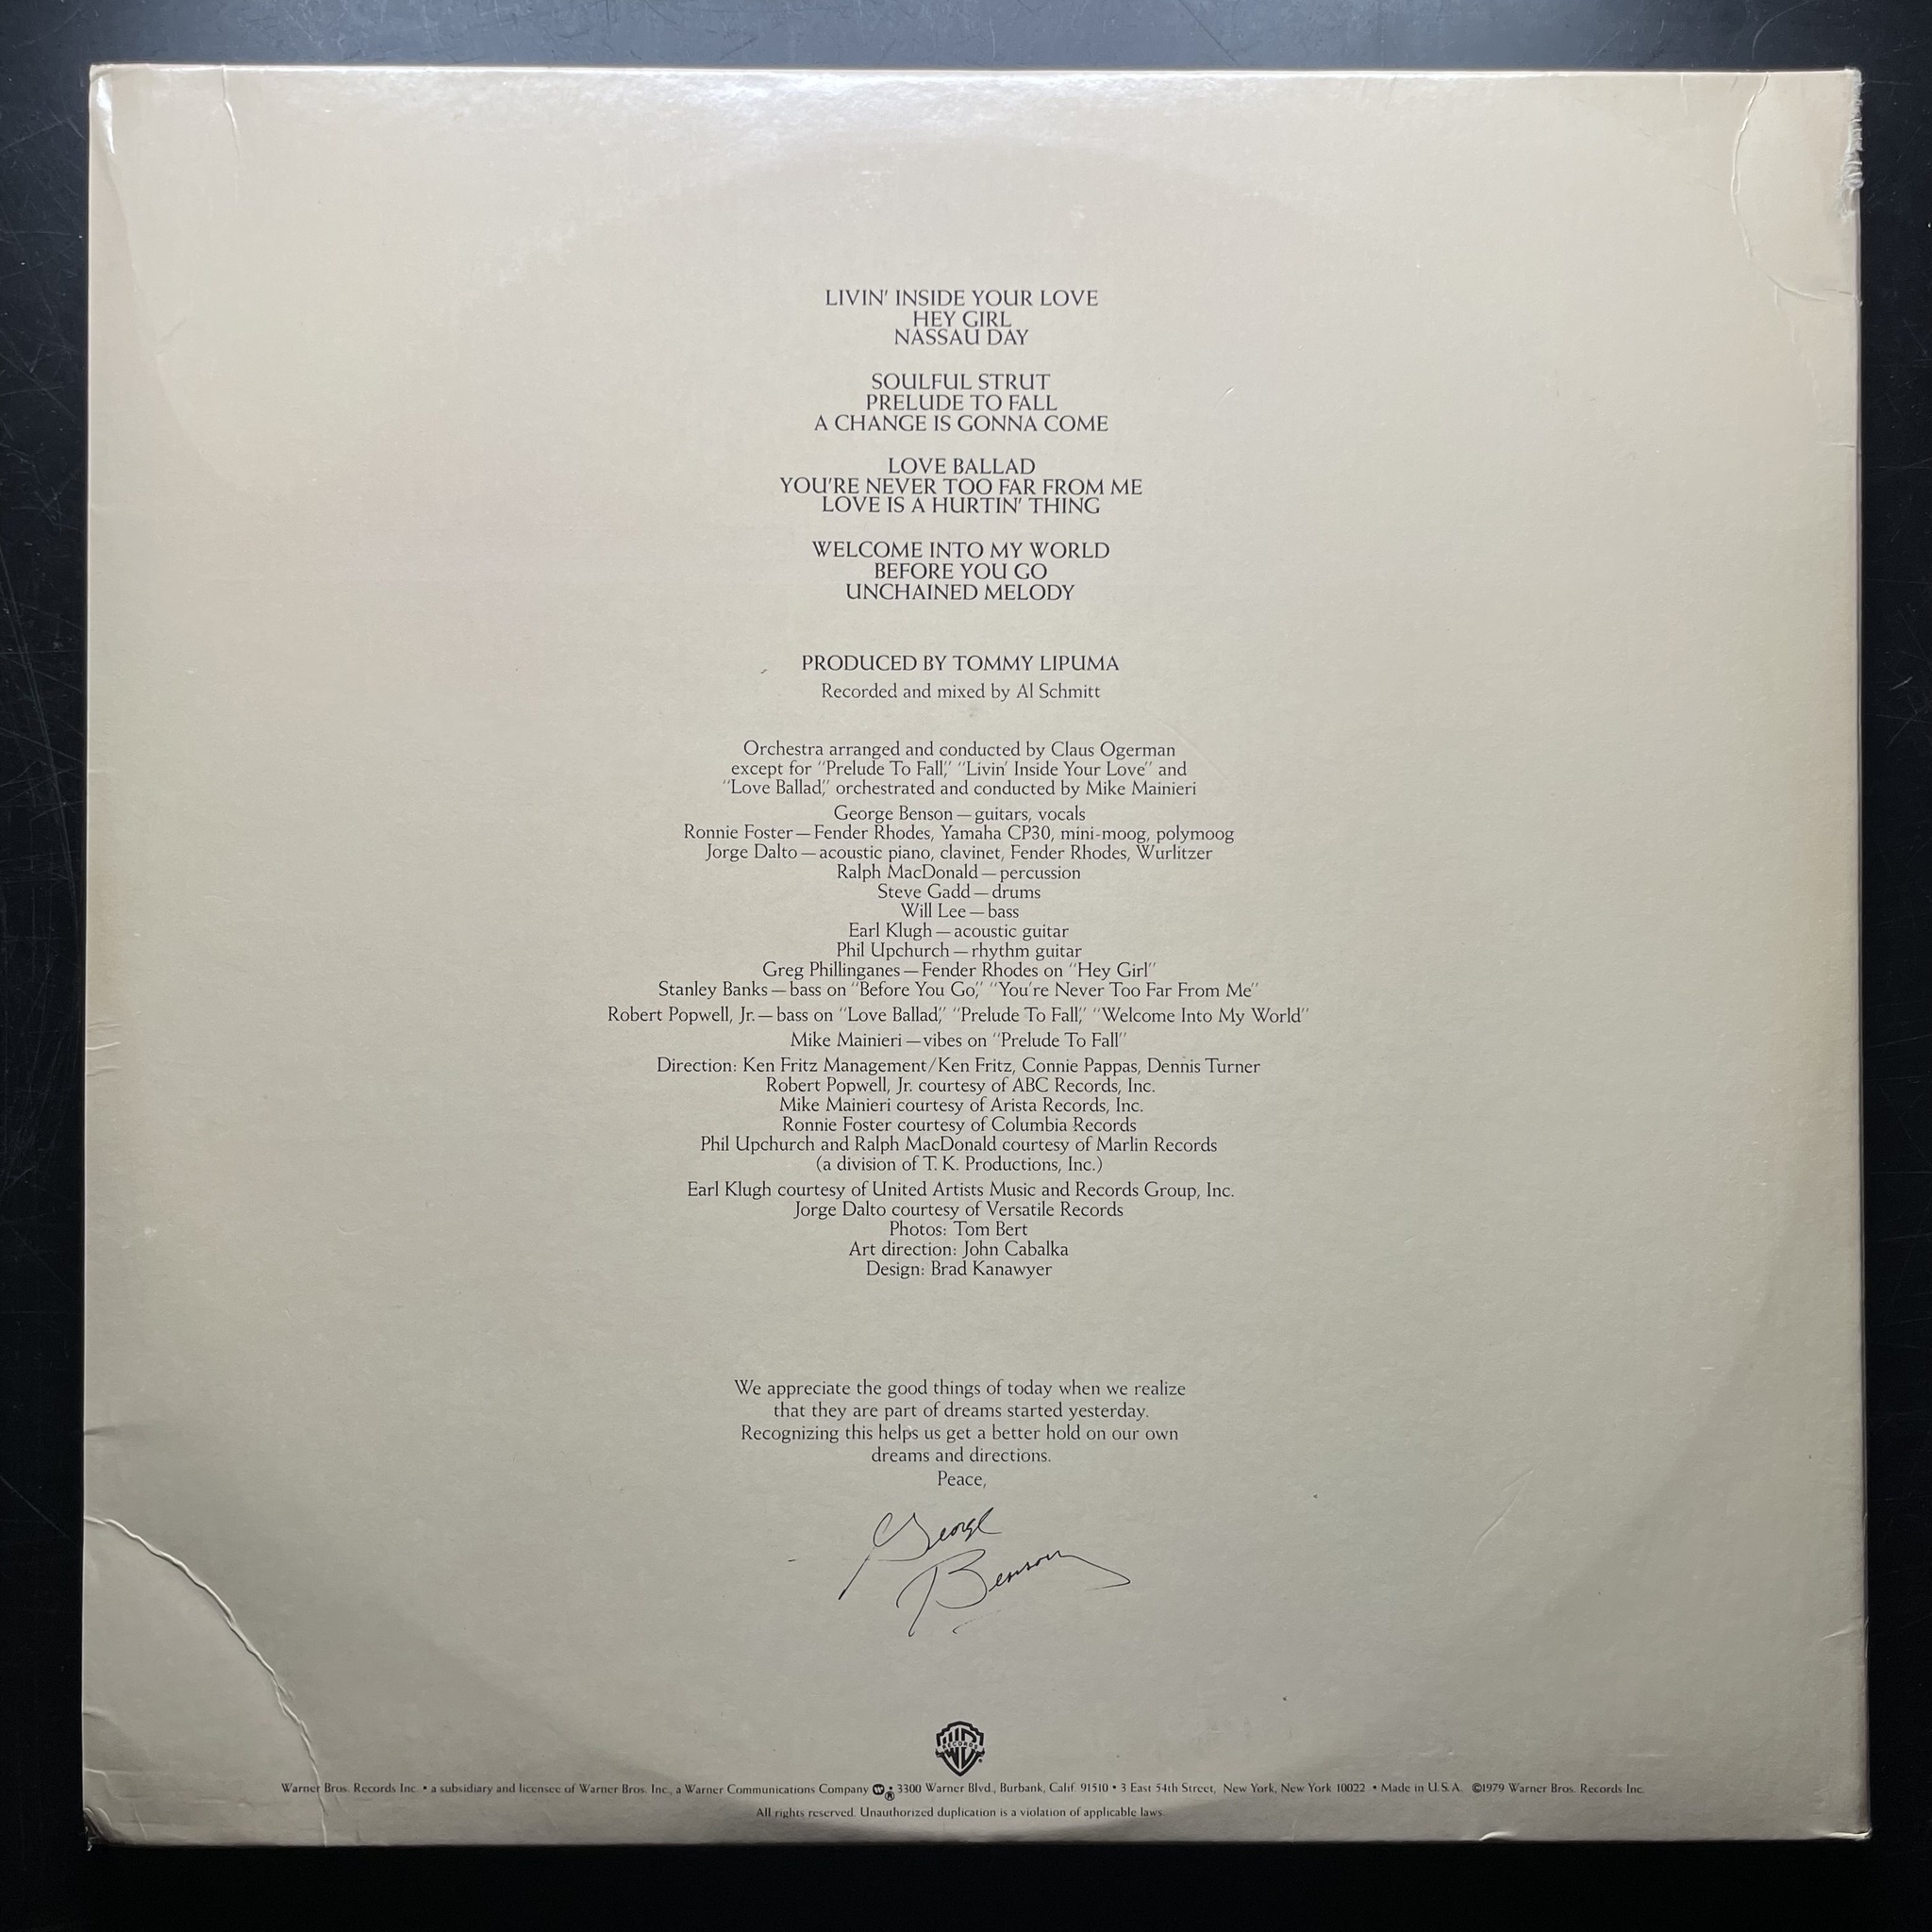 LIVIN' INSIDE YOUR LOVE
HEY GIRL
NASSAU DAY
SOULFUL STRUT
PRELUDE TO FALL
A CHANGE IS GONNA COME
LOVE BALLAD
YOU'RE NEVER TOO FAR FROM ME
LOVE IS A HURTIN' THING
WELCOME INTO MY WORLD
BEFORE YOU GO
UNCHAINED MELODY
PRODUCED BY TOMMY LIPUMA
Recorded and mixed by Al Schmitt
Orchestra arranged and conducted by Claus Ogerman
except for "Prelude To Fall," "Livin' Inside Your Love" and
"Love Ballad," orchestrated and conducted by Mike Mainieri
George Benson—guitars, vocals
Ronnie Foster—Fender Rhodes, Yamaha CP30, mini-moog, polymoog
Jorge Dalto—acoustic piano, clavinet, Fender Rhodes, Wurlitzer
Ralph MacDonald—percussion
Steve Gadd—drums
Will Lee—bass
Earl Klugh—acoustic guitar
Phil Upchurch—rhythm guitar
Greg Phillinganes—Fender Rhodes on "Hey Girl"
Stanley Banks—bass on "Before You Go," "You're Never Too Far From Me"
Robert Popwell, Jr.—bass on "Love Ballad," "Prelude To Fall," "Welcome Into My World"
Mike Mainieri—vibes on "Prelude To Fall"
Direction: Ken Fritz Management/Ken Fritz, Connie Pappas, Dennis Turner
Robert Popwell, Jr. courtesy of ABC Records, Inc.
Mike Mainieri courtesy of Arista Records, Inc.
Ronnie Foster courtesy of Columbia Records
Phil Upchurch and Ralph MacDonald courtesy of Marlin Records
(a division of T. K. Productions, Inc.)
Earl Klugh courtesy of United Artists Music and Records Group, Inc.
Jorge Dalto courtesy of Versatile Records
Photos: Tom Bert
Art direction: John Cabalka
Design: Brad Kanawyer
We appreciate the good things of today when we realize
that they are part of dreams started yesterday.
Recognizing this helps us get a better hold on our own
dreams and directions.
Peace,
George
Benson
WB RECORDS
Warner Bros. Records Inc. • a subsidiary and licensee of Warner Bros. Inc., a Warner Communications Company ® • 3300 Warner Blvd., Burbank, Calif. 91510 • 3 East 54th Street, New York, New York 10022 • Made in U.S.A. ©1979 Warner Bros. Records Inc.
All rights reserved. Unauthorized duplication is a violation of applicable laws.